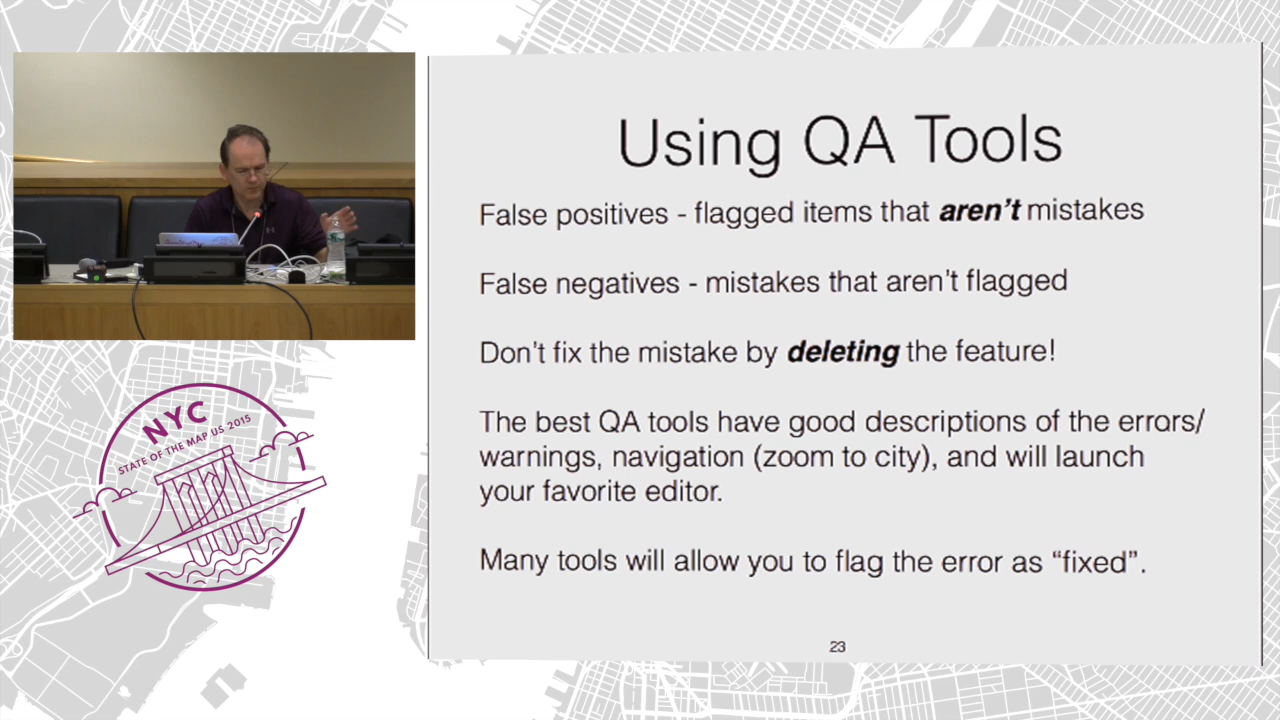 Using QA Tools
False positives - flagged items that aren't mistakes
False negatives - mistakes that aren't flagged
Don't fix the mistake by deleting the feature!
The best QA tools have good descriptions of the errors/
warnings, navigation (zoom to city), and will launch
your favorite editor.
Many tools will allow you to flag the error as “fixed”.
23
NYC
STATE OF THE MAP US 2015